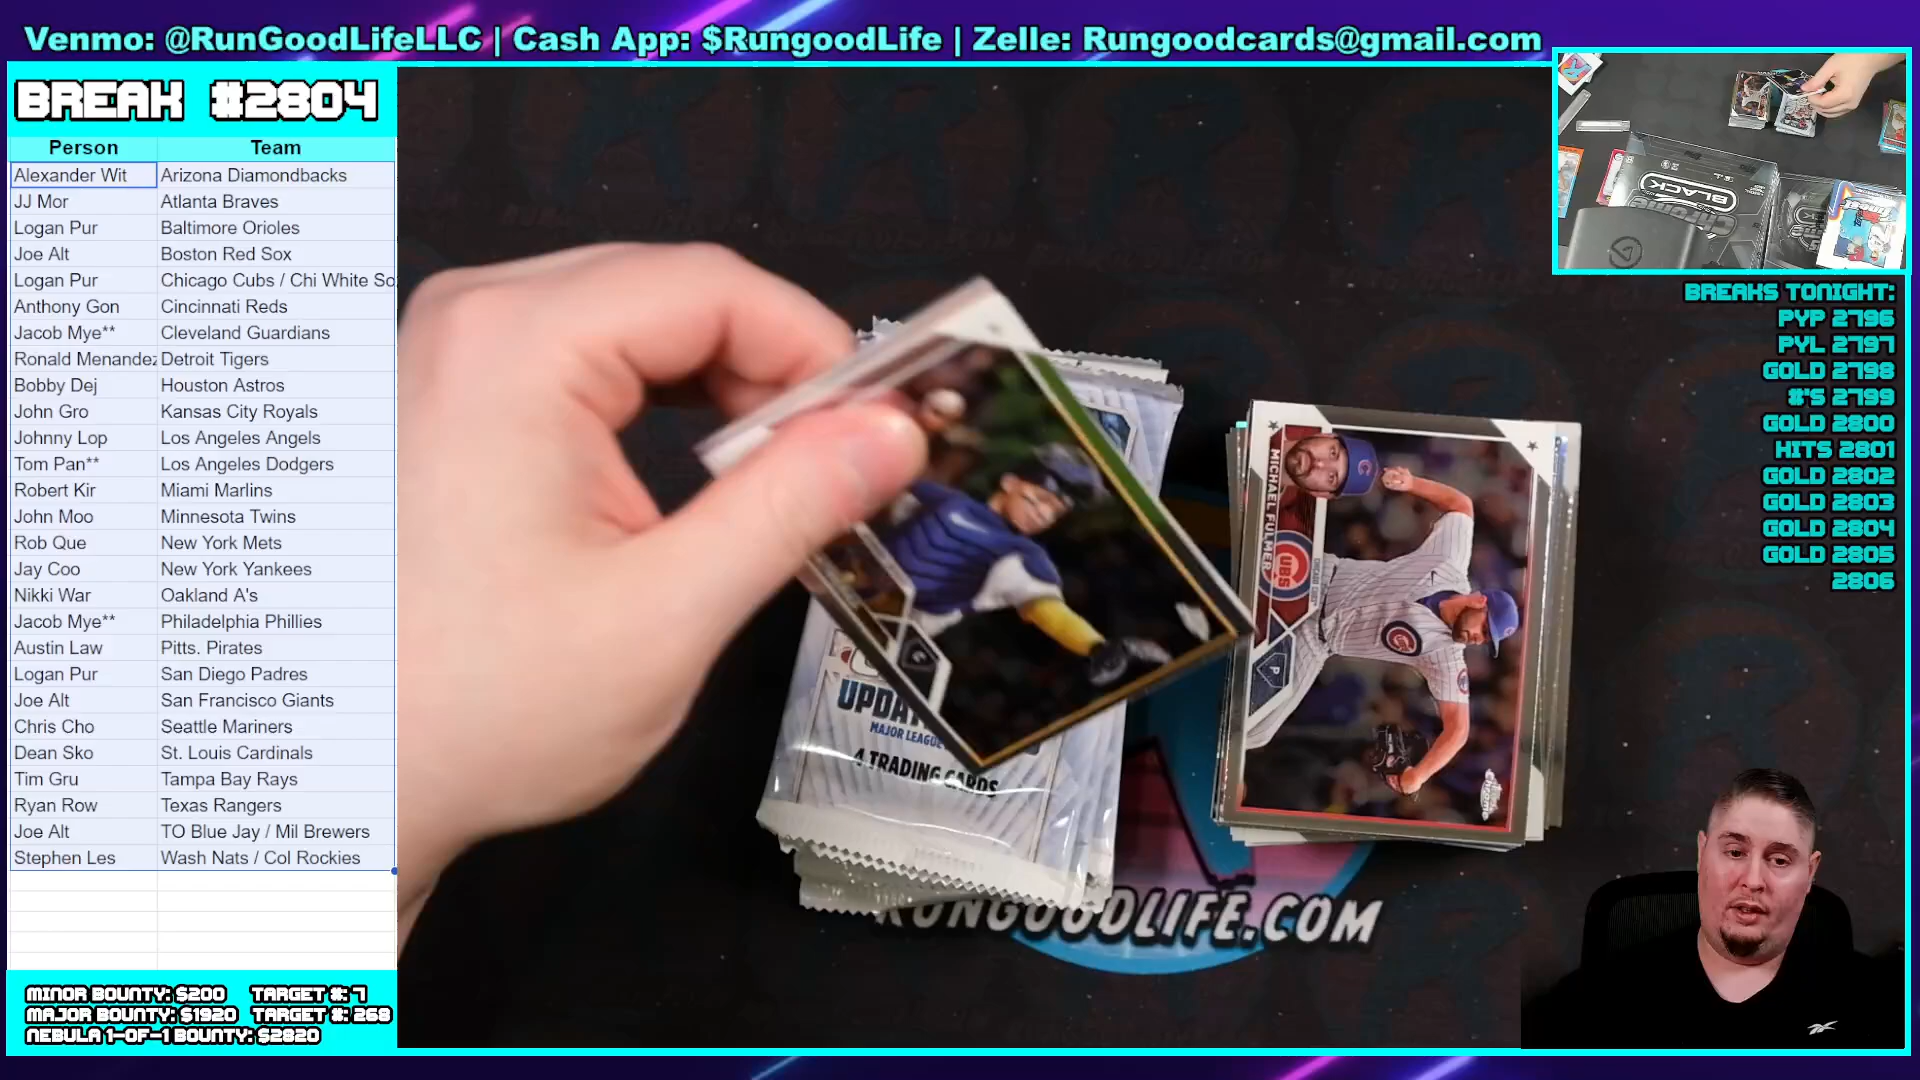 Venmo: @RunGoodLifeLLC | Cash App: $RungoodLife | Zelle: Rungoodcards@gmail.com
BREAK #2804
Person Team
Alexander Wit Arizona Diamondbacks
JJ Mor Atlanta Braves
Logan Pur Baltimore Orioles
Joe Alt Boston Red Sox
Logan Pur Chicago Cubs / Chi White So
Anthony Gon Cincinnati Reds
Jacob Mye** Cleveland Guardians
Ronald Menandez Detroit Tigers
Bobby Dej Houston Astros
John Gro Kansas City Royals
Johnny Lop Los Angeles Angels
Tom Pan** Los Angeles Dodgers
Robert Kir Miami Marlins
John Moo Minnesota Twins
Rob Que New York Mets
Jay Coo New York Yankees
Nikki War Oakland A's
Jacob Mye** Philadelphia Phillies
Austin Law Pitts. Pirates
Logan Pur San Diego Padres
Joe Alt San Francisco Giants
Chris Cho Seattle Mariners
Dean Sko St. Louis Cardinals
Tim Gru Tampa Bay Rays
Ryan Row Texas Rangers
Joe Alt TO Blue Jay / Mil Brewers
Stephen Les Wash Nats / Col Rockies
MINOR BOUNTY: $200 TARGET #: 7
MAJOR BOUNTY: $1920 TARGET #: 268
NEBULA 1-OF-1 BOUNTY: $2820
MICHAEL FULMER
CUBS
P
Chrome
C
UPDA
MAJOR LEAGUE
4 TRADING CARDS
RUNGOODLIFE.COM
BLACK
BREAKS TONIGHT:
PYP 2796
PYL 2797
GOLD 2798
#'S 2799
GOLD 2800
HITS 2801
GOLD 2802
GOLD 2803
GOLD 2804
GOLD 2805
2806